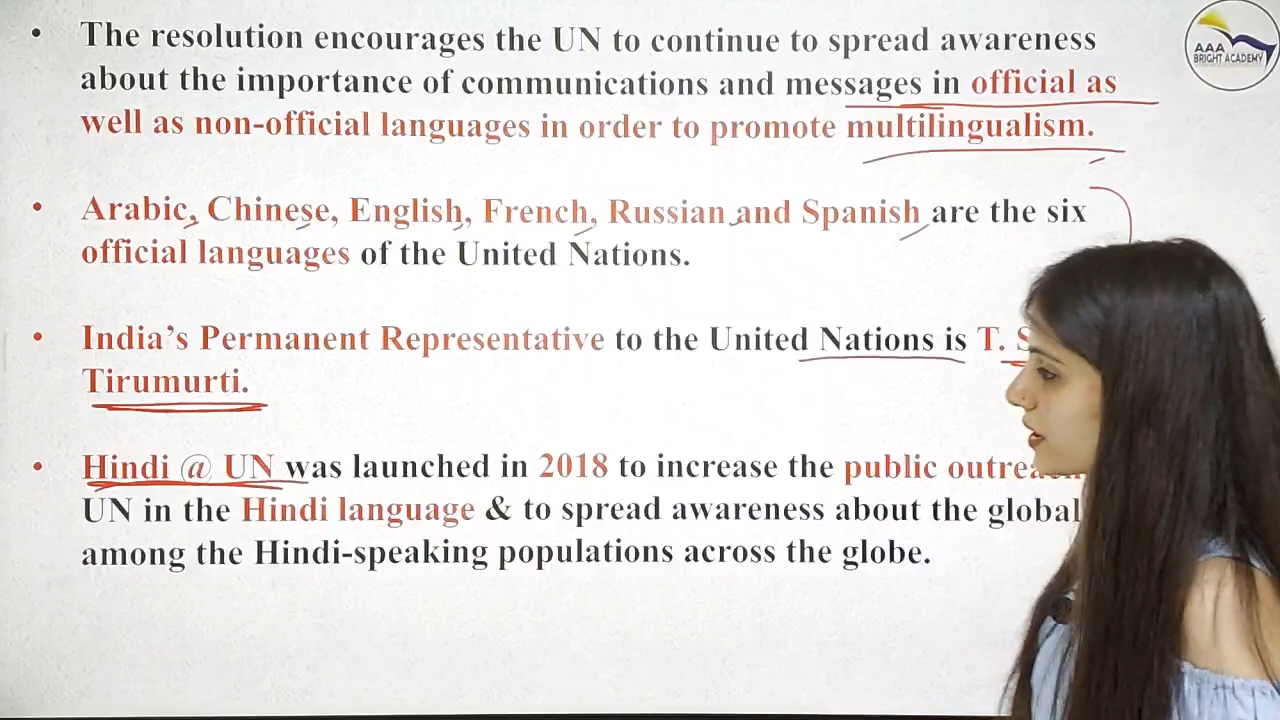 • The resolution encourages the UN to continue to spread awareness
about the importance of communications and messages in official as
well as non-official languages in order to promote multilingualism.
• Arabic, Chinese, English, French, Russian and Spanish are the six
official languages of the United Nations.
• India’s Permanent Representative to the United Nations is T.
Tirumurti.
• Hindi @ UN was launched in 2018 to increase the public
UN in the Hindi language & to spread awareness about the global
among the Hindi-speaking populations across the globe.
AAA
BRIGHT ACADEMY